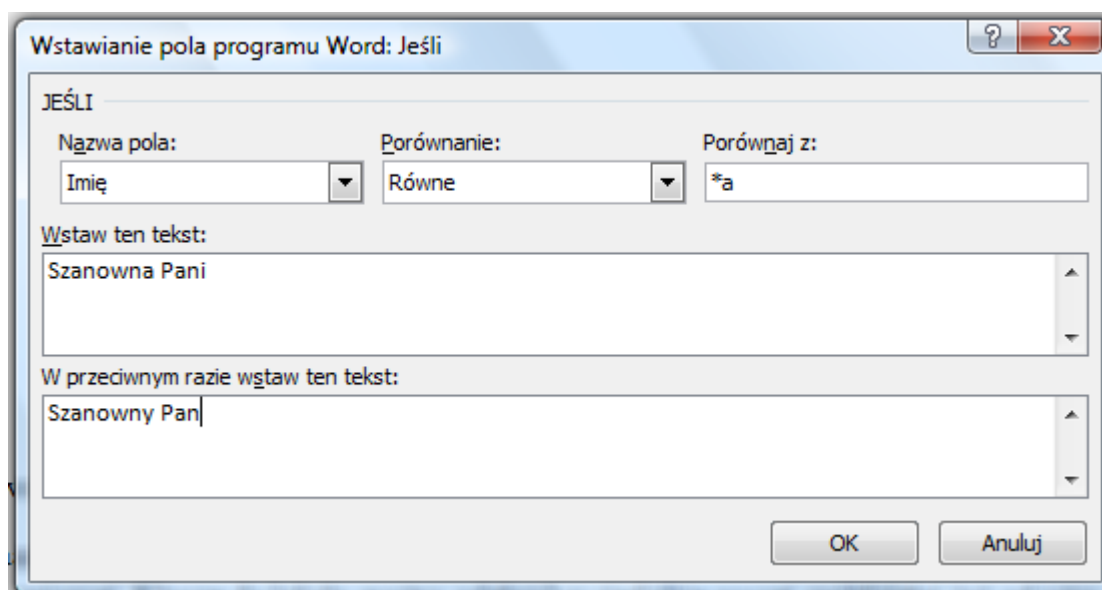 Wstawianie pola programu Word: Jeśli
JEŚLI
Nazwa pola: Porównanie: Porównaj z:
Imię Równe *a
Wstaw ten tekst:
Szanowna Pani
W przeciwnym razie wstaw ten tekst:
Szanowny Pan
OK Anuluj